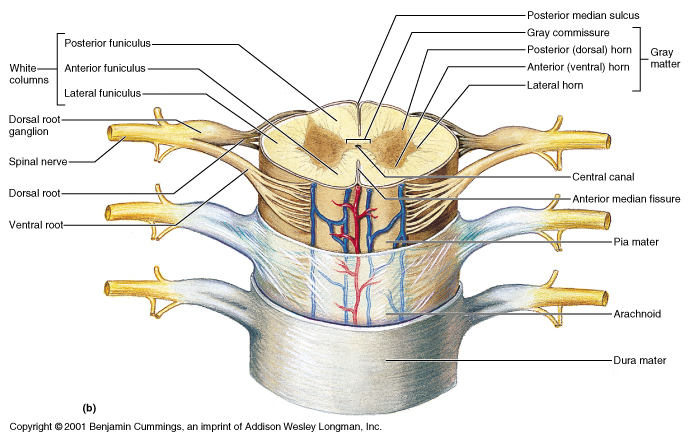 Posterior median sulcus
Gray commissure
Posterior (dorsal) horn
Anterior (ventral) horn
Lateral horn
Gray
matter
White
columns
Posterior funiculus
Anterior funiculus
Lateral funiculus
Dorsal root
ganglion
Spinal nerve
Dorsal root
Ventral root
Central canal
Anterior median fissure
Pia mater
Arachnoid
Dura mater
(b)
Copyright © 2001 Benjamin Cummings, an imprint of Addison Wesley Longman, Inc.